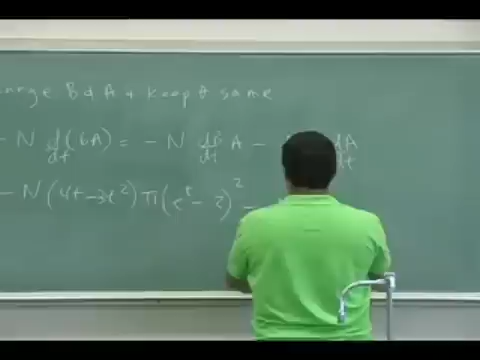 change B & A & keep θ same
- N d/dt (BA) = - N dB/dt A - dA/dt
- N (4t - 3t²) π (e^t - 2)² -